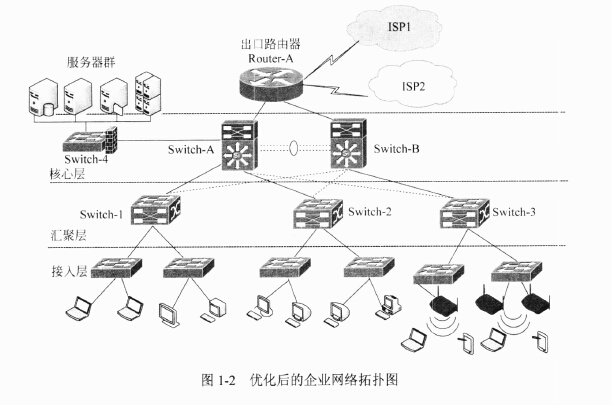 ISP1
出口路由器
Router-A
服务器群
ISP2
Switch-4
Switch-A
Switch-B
核心层
Switch-1
Switch-2
Switch-3
汇聚层
接入层
图 1-2 优化后的企业网络拓扑图